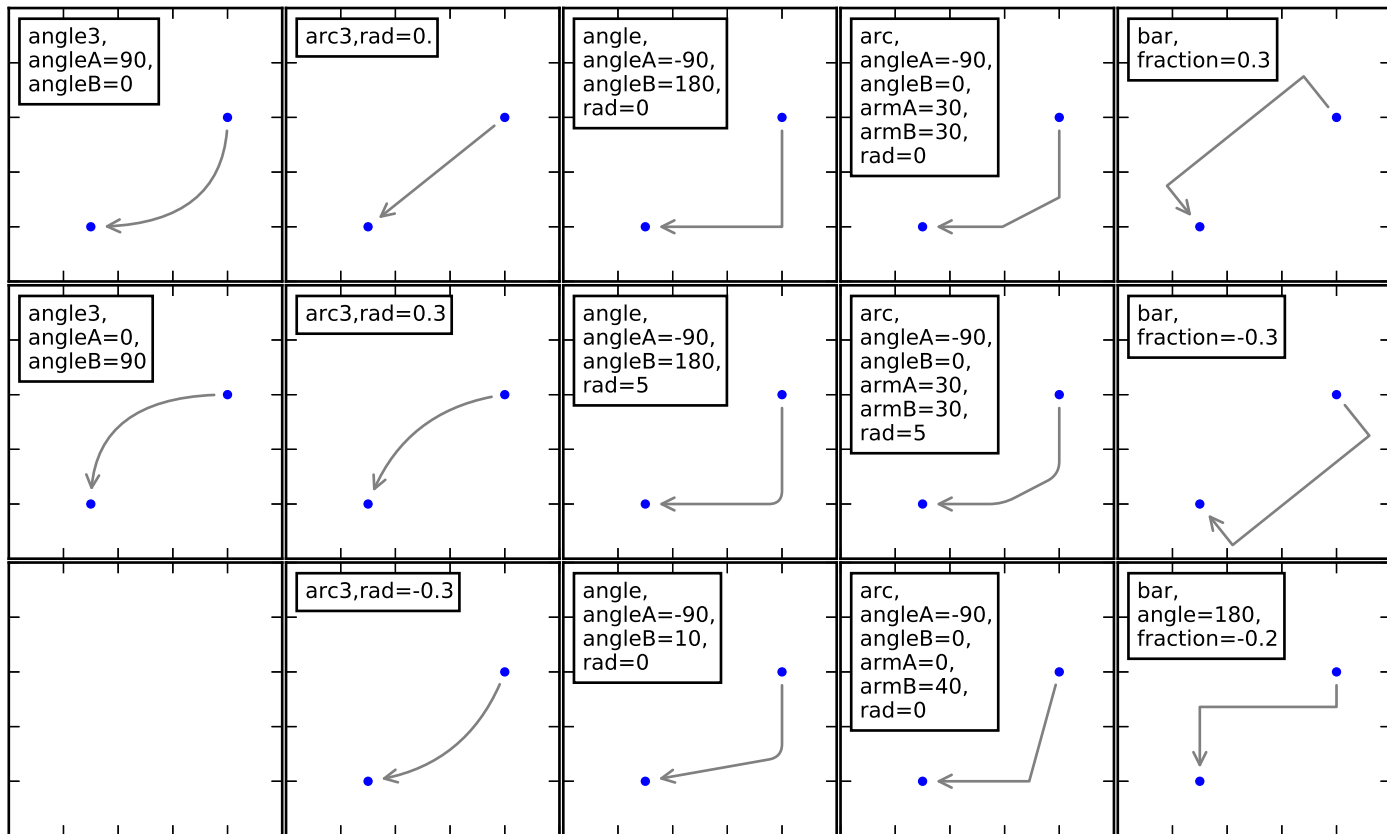 angle3,
angleA=90,
angleB=0
arc3,rad=0.
angle,
angleA=-90,
angleB=180,
rad=0
arc,
angleA=-90,
angleB=0,
armA=30,
armB=30,
rad=0
bar,
fraction=0.3
angle3,
angleA=0,
angleB=90
arc3,rad=0.3
angle,
angleA=-90,
angleB=180,
rad=5
arc,
angleA=-90,
angleB=0,
armA=30,
armB=30,
rad=5
bar,
fraction=-0.3
arc3,rad=-0.3
angle,
angleA=-90,
angleB=10,
rad=0
arc,
angleA=-90,
angleB=0,
armA=0,
armB=40,
rad=0
bar,
angle=180,
fraction=-0.2